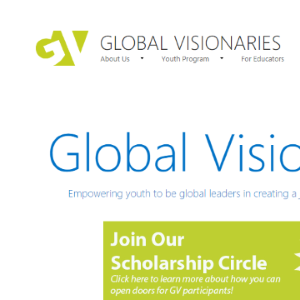 GV GLOBAL VISIONARIES
About Us Youth Program For Educators
Global Visio
Empowering youth to be global leaders in creating a
Join Our
Scholarship Circle
Click here to learn more about how you can
open doors for GV participants!